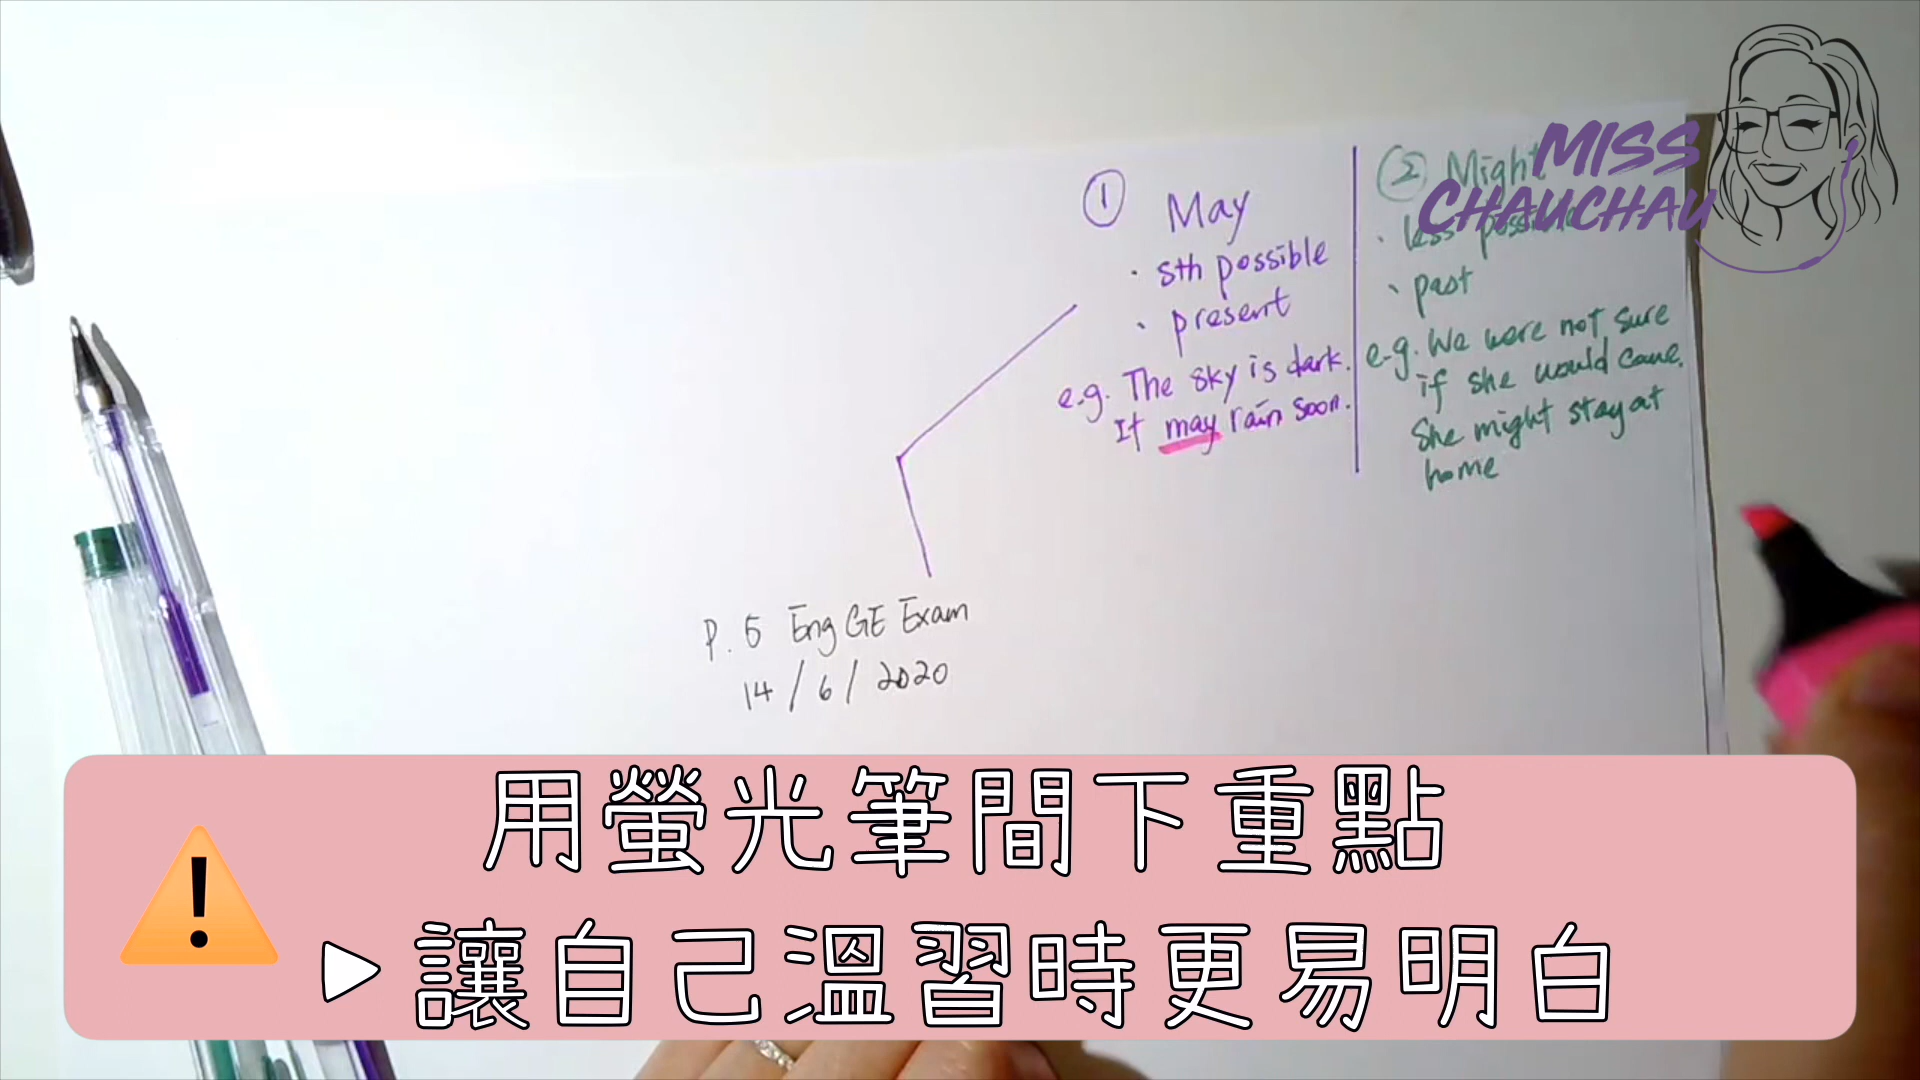 ① May
· sth possible
· present
e.g. The sky is dark.
It may rain soon.
② Might
· less possible
· past
e.g. We were not sure
if she would come.
She might stay at
home
MISS
CHAUCHAU
P. 5 Eng GE Exam
14 / 6 / 2020
用螢光筆間下重點
▶讓自己溫習時更易明白